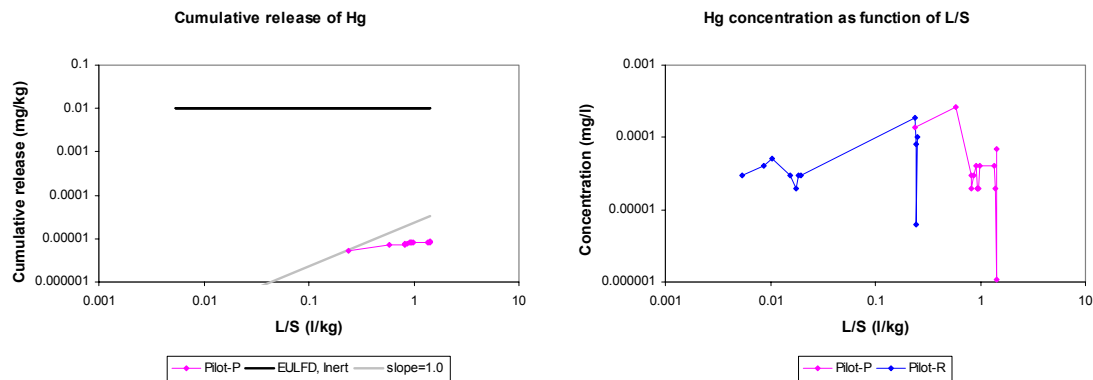 Cumulative release of Hg
Cumulative release (mg/kg)
0.1
0.01
0.001
0.0001
0.00001
0.000001
0.001
0.01
0.1
1
10
L/S (l/kg)
Pilot-P
EULFD, Inert
slope=1.0
Hg concentration as function of L/S
Concentration (mg/l)
0.001
0.0001
0.00001
0.000001
0.001
0.01
0.1
1
10
L/S (l/kg)
Pilot-P
Pilot-R